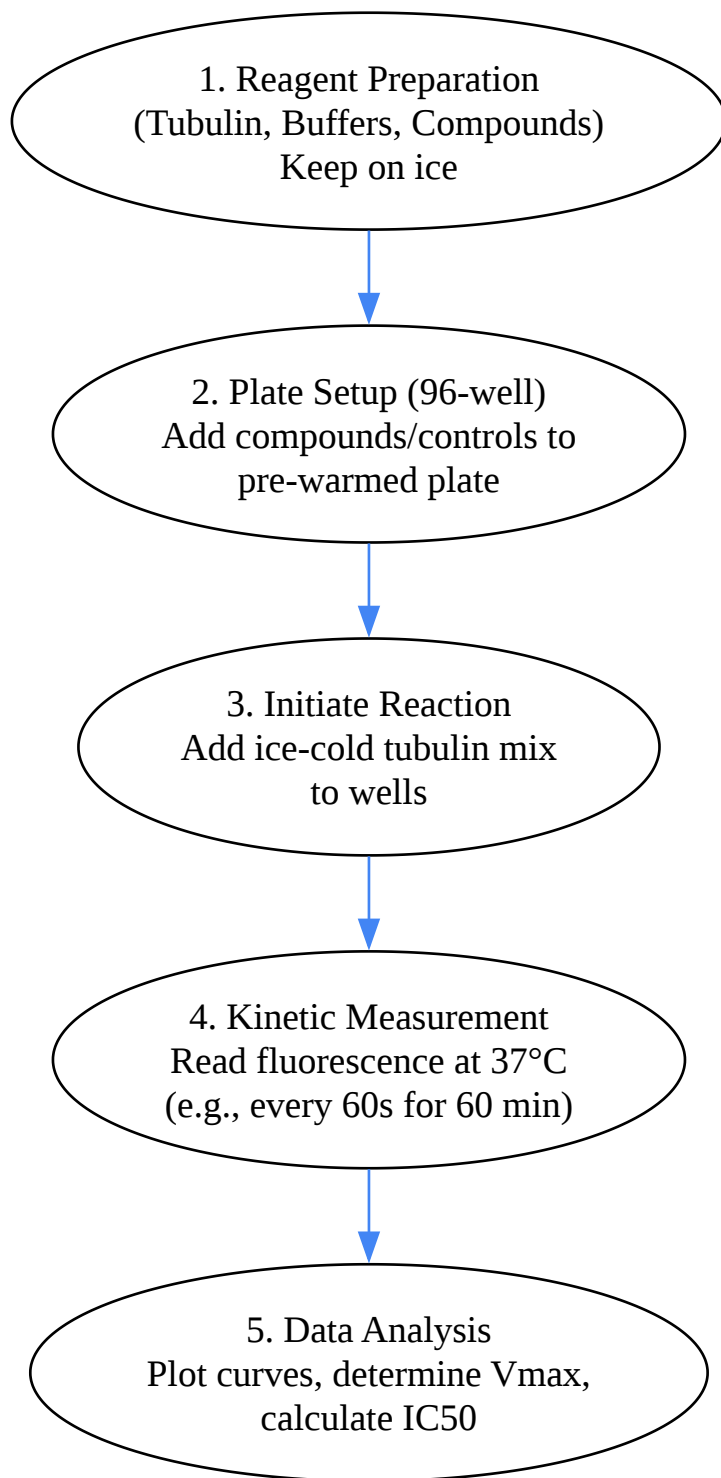 1. Reagent Preparation
(Tubulin, Buffers, Compounds)
Keep on ice
2. Plate Setup (96-well)
Add compounds/controls to
pre-warmed plate
3. Initiate Reaction
Add ice-cold tubulin mix
to wells
4. Kinetic Measurement
Read fluorescence at 37°C
(e.g., every 60s for 60 min)
5. Data Analysis
Plot curves, determine Vmax,
calculate IC50